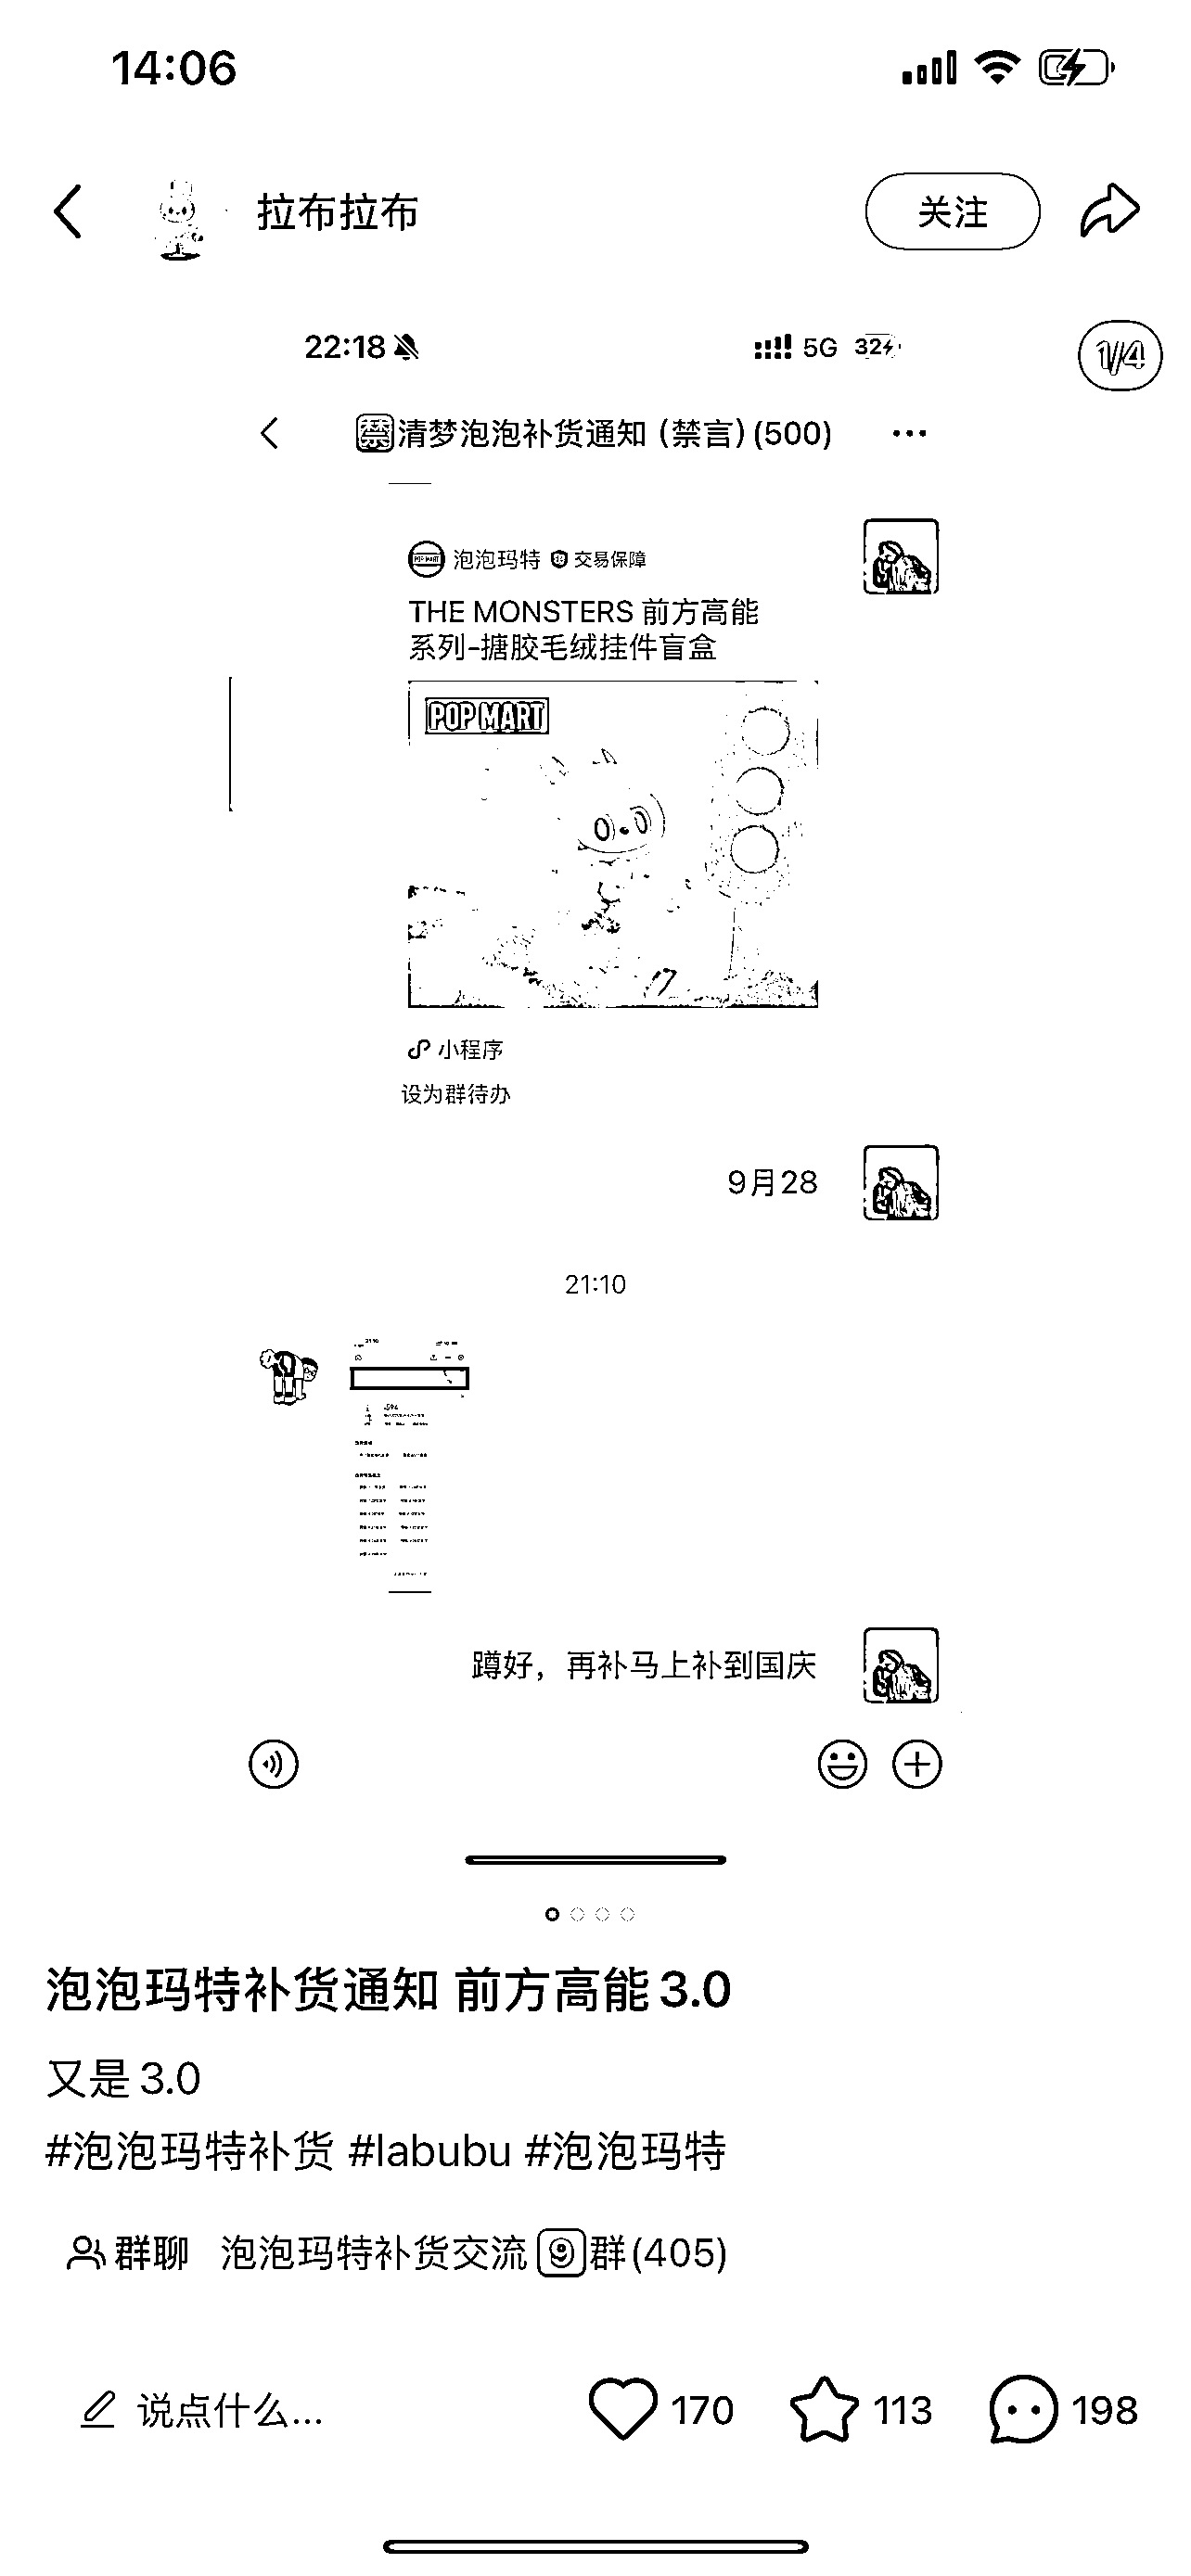 14:06
拉布拉布
关注
22:18
5G 32
1/4
禁清梦泡泡补货通知（禁言）(500)
泡泡玛特 交易保障
THE MONSTERS 前方高能
系列-搪胶毛绒挂件盲盒
POP MART
小程序
设为群待办
9月28
21:10
蹲好，再补马上补到国庆
泡泡玛特补货通知 前方高能3.0
又是3.0
#泡泡玛特补货 #labubu #泡泡玛特
群聊 泡泡玛特补货交流9群(405)
说点什么...
170
113
198